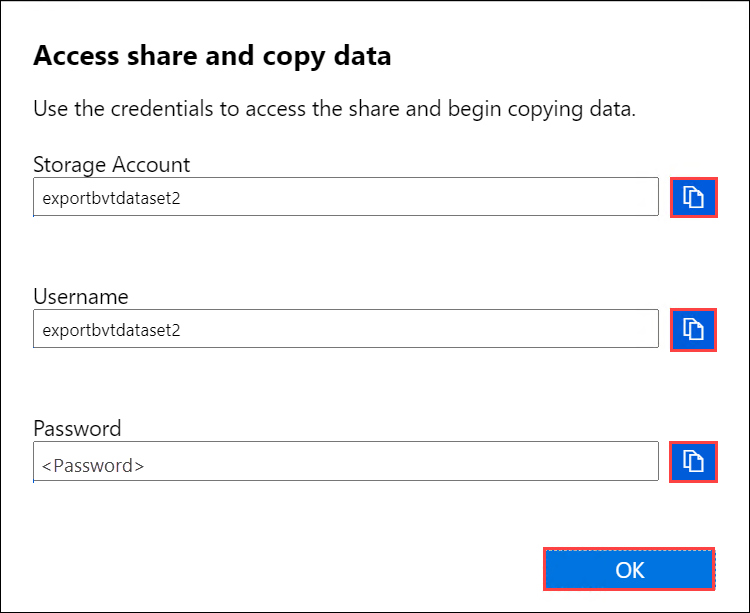 Access share and copy data
Use the credentials to access the share and begin copying data.
Storage Account
exportbvtdataset2
Username
exportbvtdataset2
Password
<Password>
OK